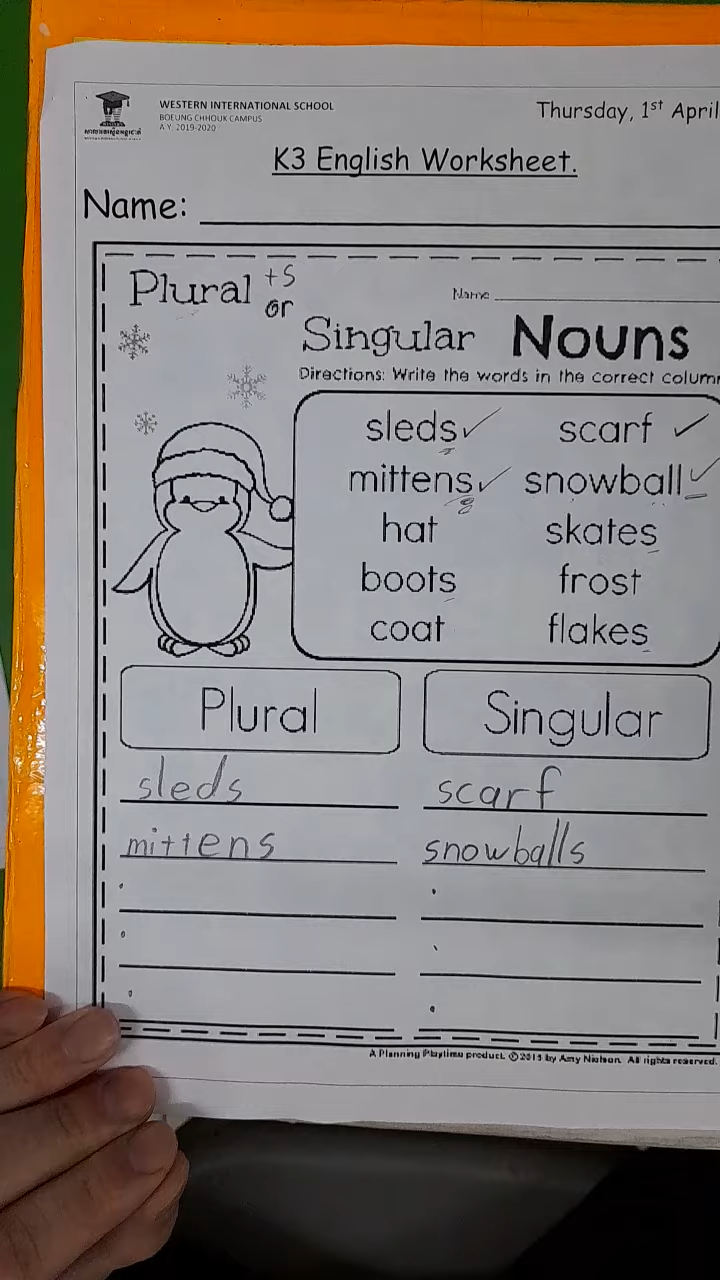 WESTERN INTERNATIONAL SCHOOL
BOEUNG CHHOUK CAMPUS
A.Y. 2019-2020
Thursday, 1st April
K3 English Worksheet.
Name:
Plural +s
or
Name
Singular Nouns
Directions: Write the words in the correct column
sleds scarf
mittens snowball
hat skates
boots frost
coat flakes
Plural Singular
sleds scarf
mittens snowballs
A Planning Playtime product. ©2015 by Amy Nielson. All rights reserved.